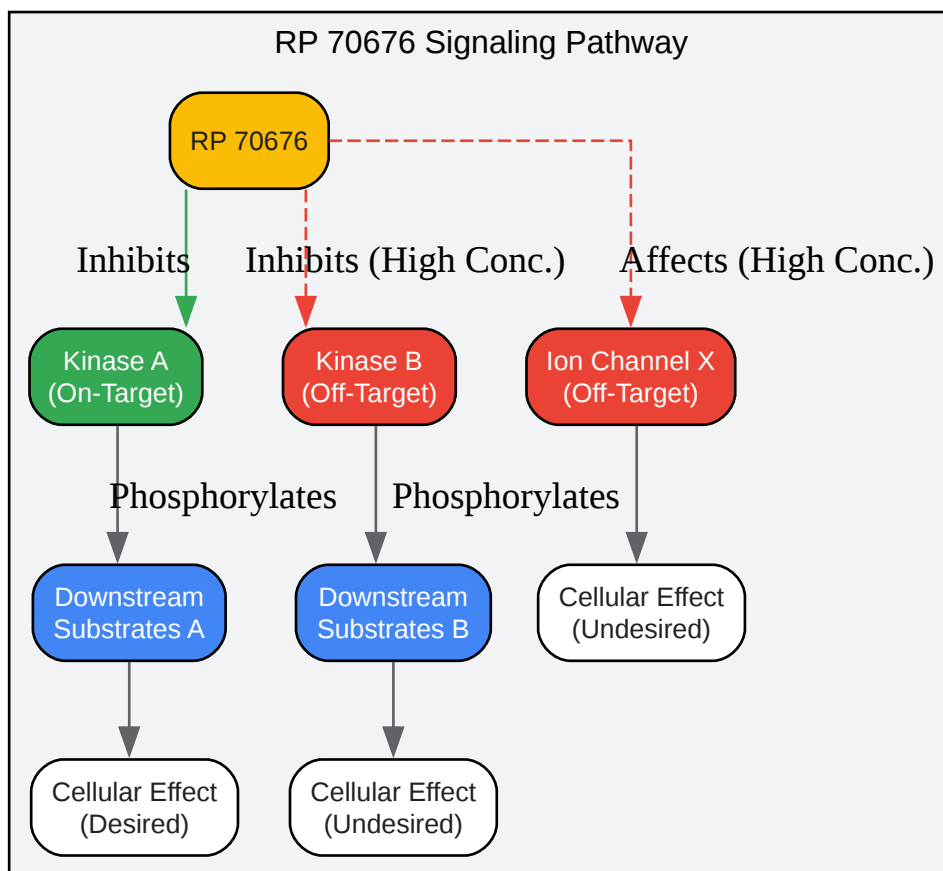 RP 70676 Signaling Pathway
RP 70676
Inhibits
Inhibits (High Conc.)
Affects (High Conc.)
Kinase A
(On-Target)
Kinase B
(Off-Target)
Ion Channel X
(Off-Target)
Phosphorylates
Phosphorylates
Downstream
Substrates A
Downstream
Substrates B
Cellular Effect
(Undesired)
Cellular Effect
(Desired)
Cellular Effect
(Undesired)